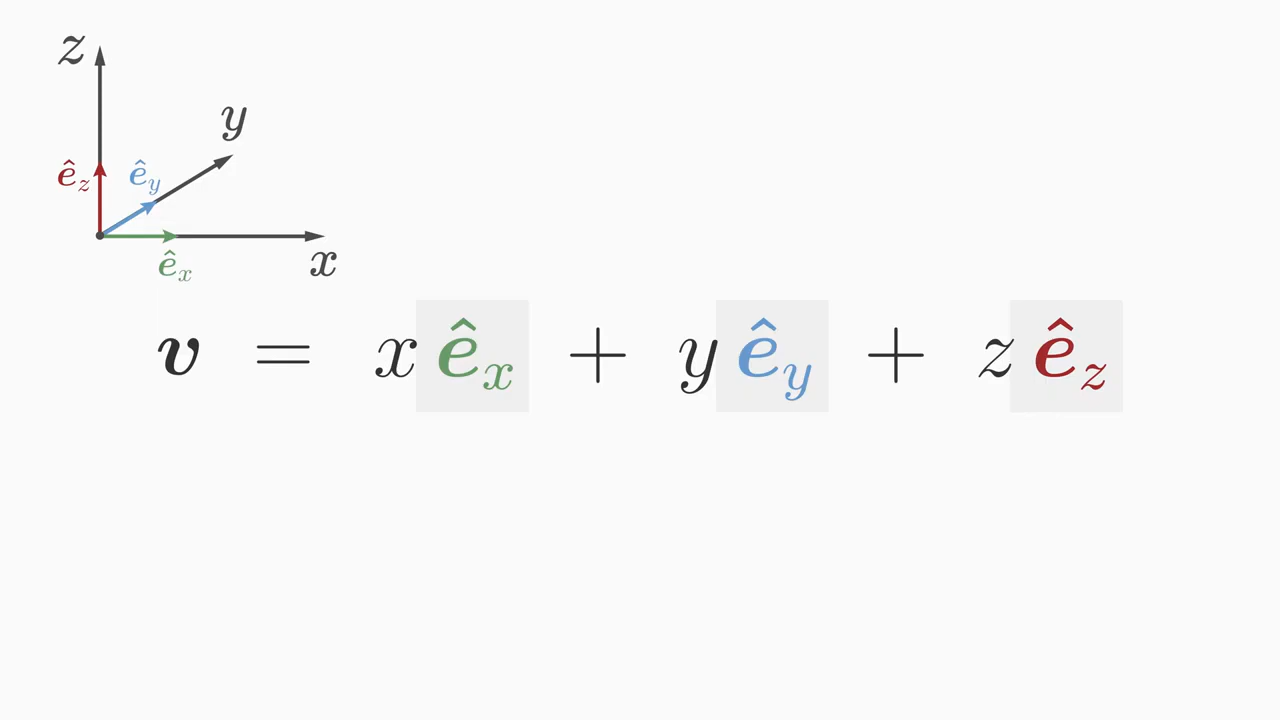 z
y
ê_z
ê_y
ê_x
x
v = x ê_x + y ê_y + z ê_z